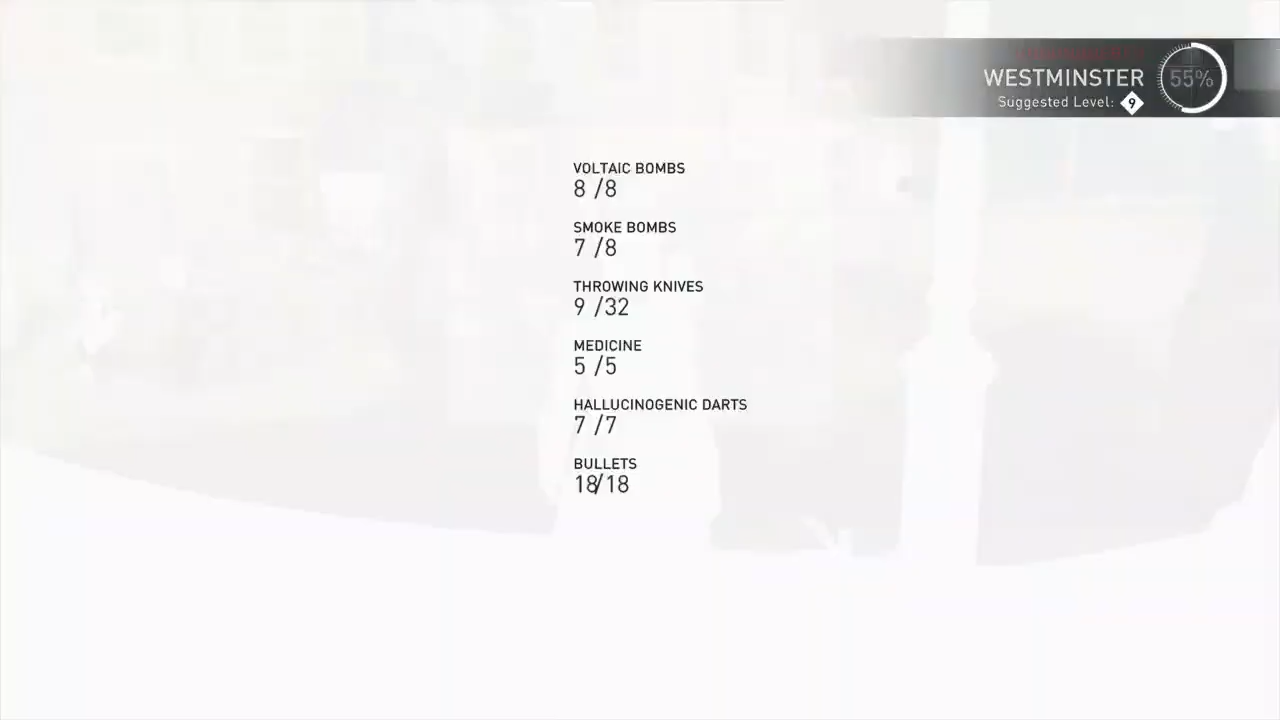 WESTMINSTER
55%
Suggested Level: 9
VOLTAIC BOMBS
8 /8
SMOKE BOMBS
7 /8
THROWING KNIVES
9 /32
MEDICINE
5 /5
HALLUCINOGENIC DARTS
7 /7
BULLETS
18/18